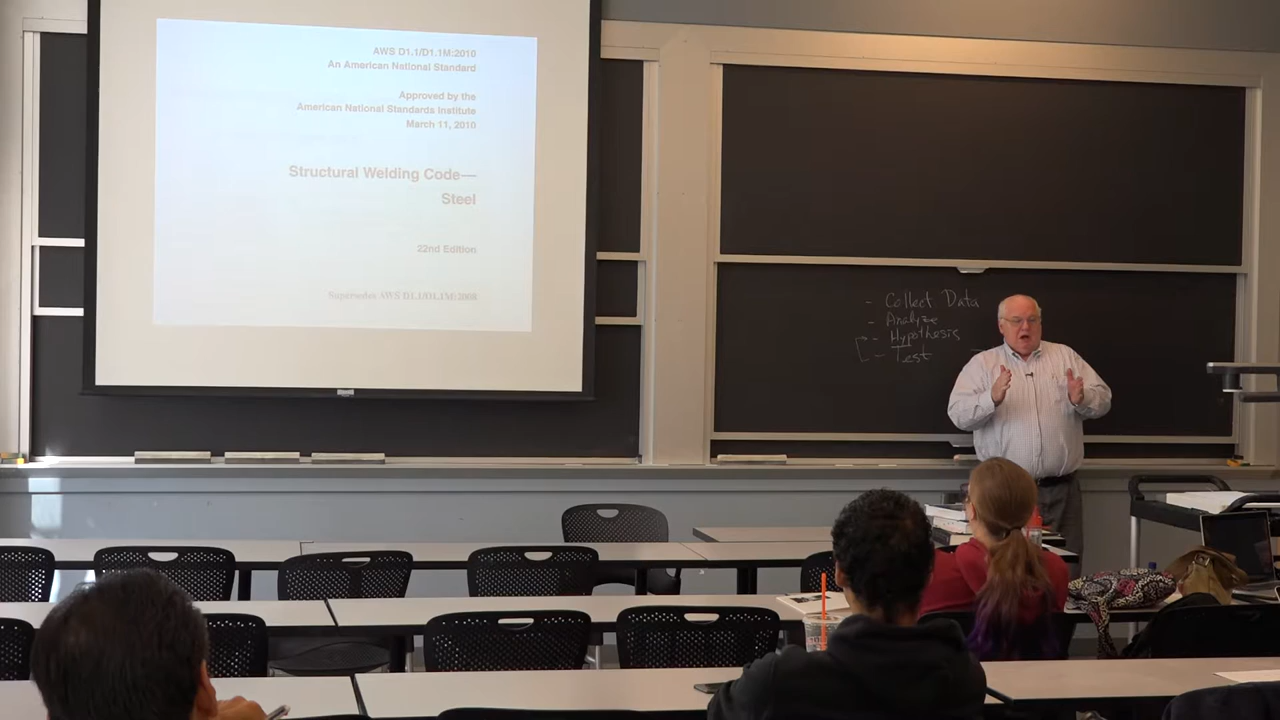 AWS D1.1/D1.1M:2010
An American National Standard
Approved by the
American National Standards Institute
March 11, 2010
Structural Welding Code—
Steel
22nd Edition
Supersedes AWS D1.1/D1.1M:2008
- Collect Data
- Analyze
- Hypothesis
- Test